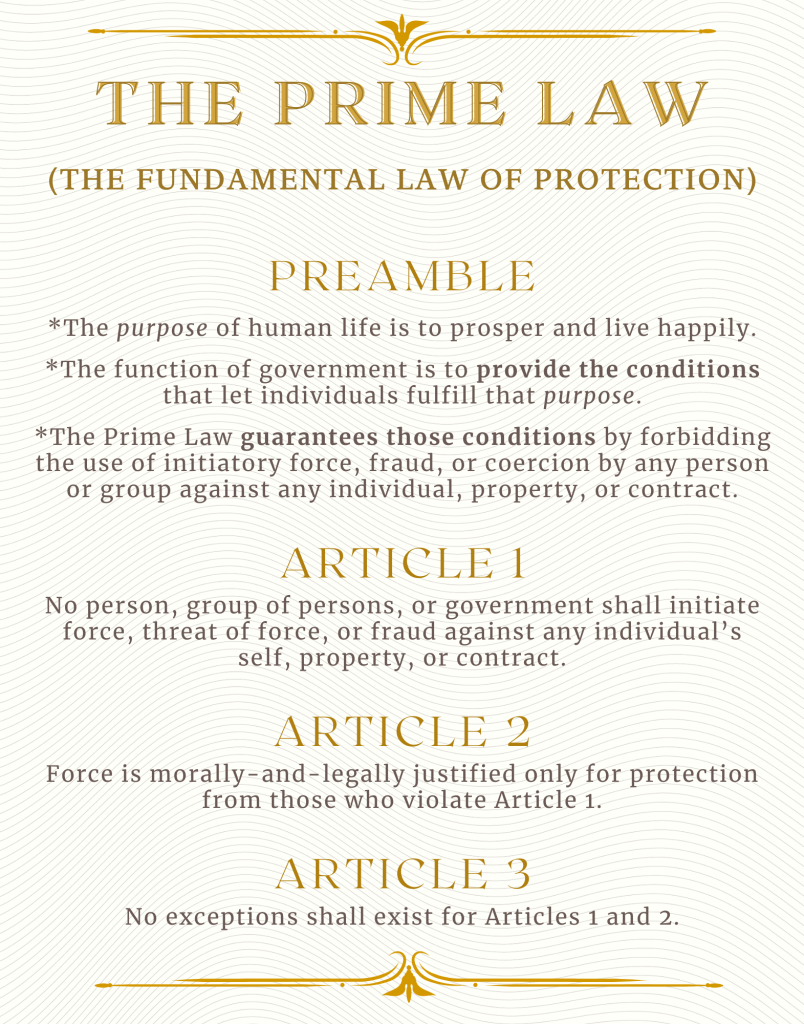 THE PRIME LAW
(THE FUNDAMENTAL LAW OF PROTECTION)
PREAMBLE
*The purpose of human life is to prosper and live happily.
*The function of government is to provide the conditions
that let individuals fulfill that purpose.
*The Prime Law guarantees those conditions by forbidding
the use of initiatory force, fraud, or coercion by any person
or group against any individual, property, or contract.
ARTICLE 1
No person, group of persons, or government shall initiate
force, threat of force, or fraud against any individual’s
self, property, or contract.
ARTICLE 2
Force is morally-and-legally justified only for protection
from those who violate Article 1.
ARTICLE 3
No exceptions shall exist for Articles 1 and 2.